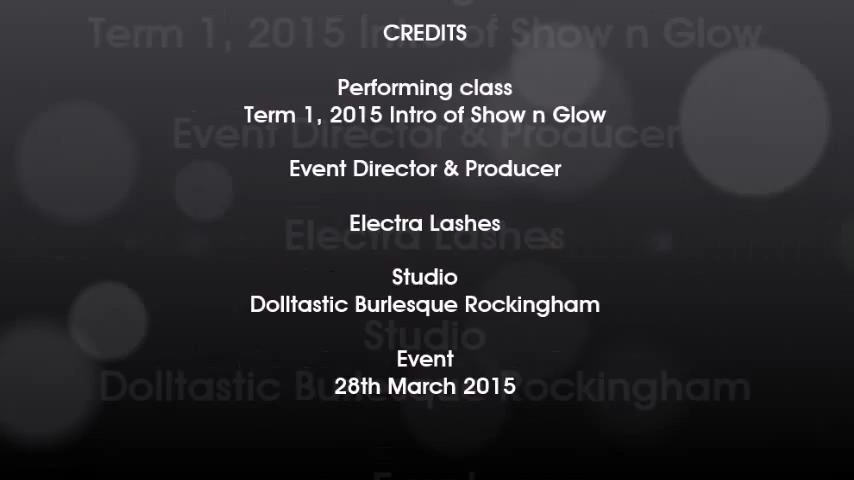 CREDITS
Performing class
Term 1, 2015 Intro of Show n Glow
Event Director & Producer
Electra Lashes
Studio
Dolltastic Burlesque Rockingham
Event
28th March 2015